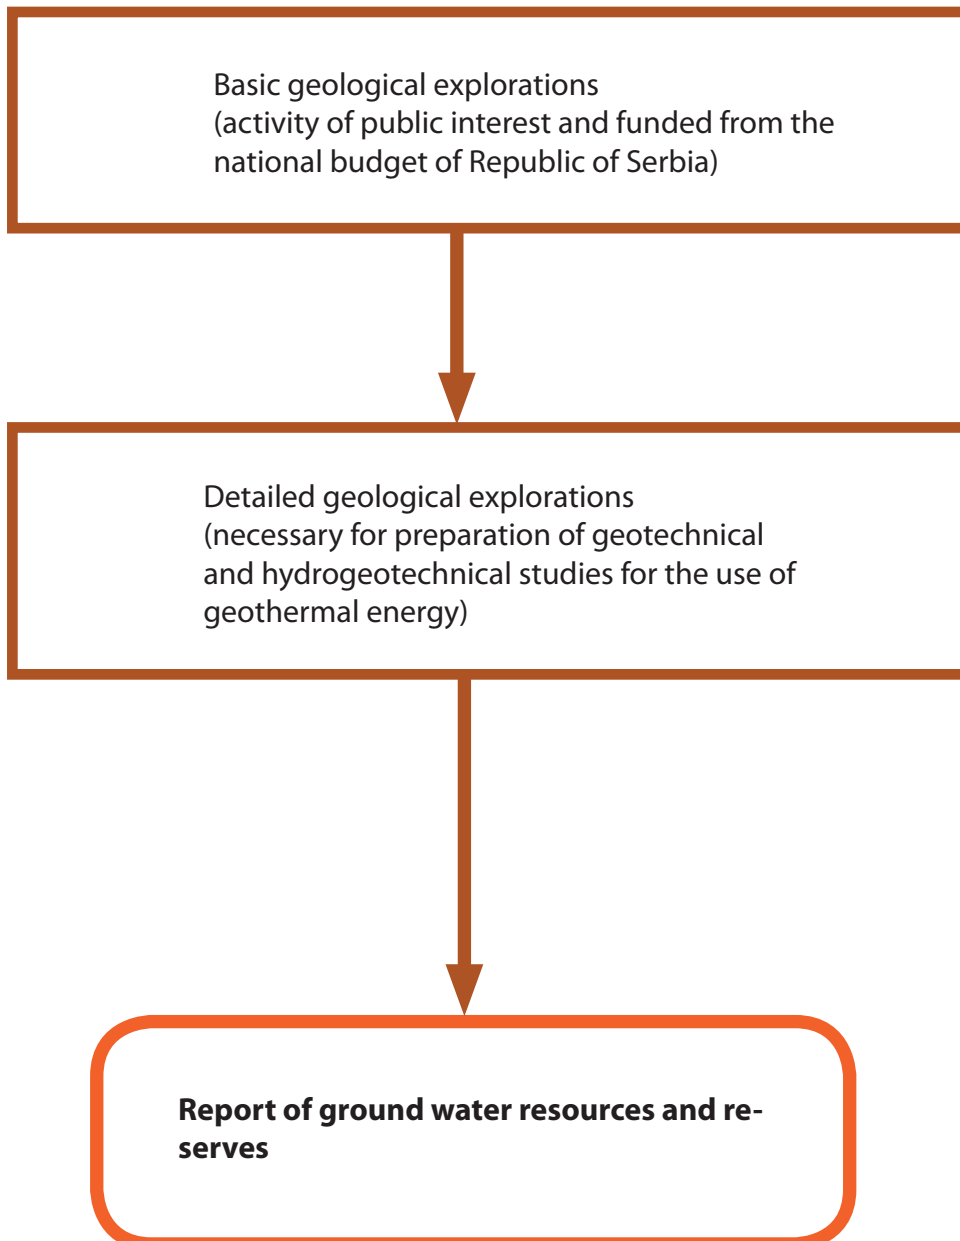 Basic geological explorations
(activity of public interest and funded from the
national budget of Republic of Serbia)
Detailed geological explorations
(necessary for preparation of geotechnical
and hydrogeotechnical studies for the use of
geothermal energy)
Report of ground water resources and re-
serves